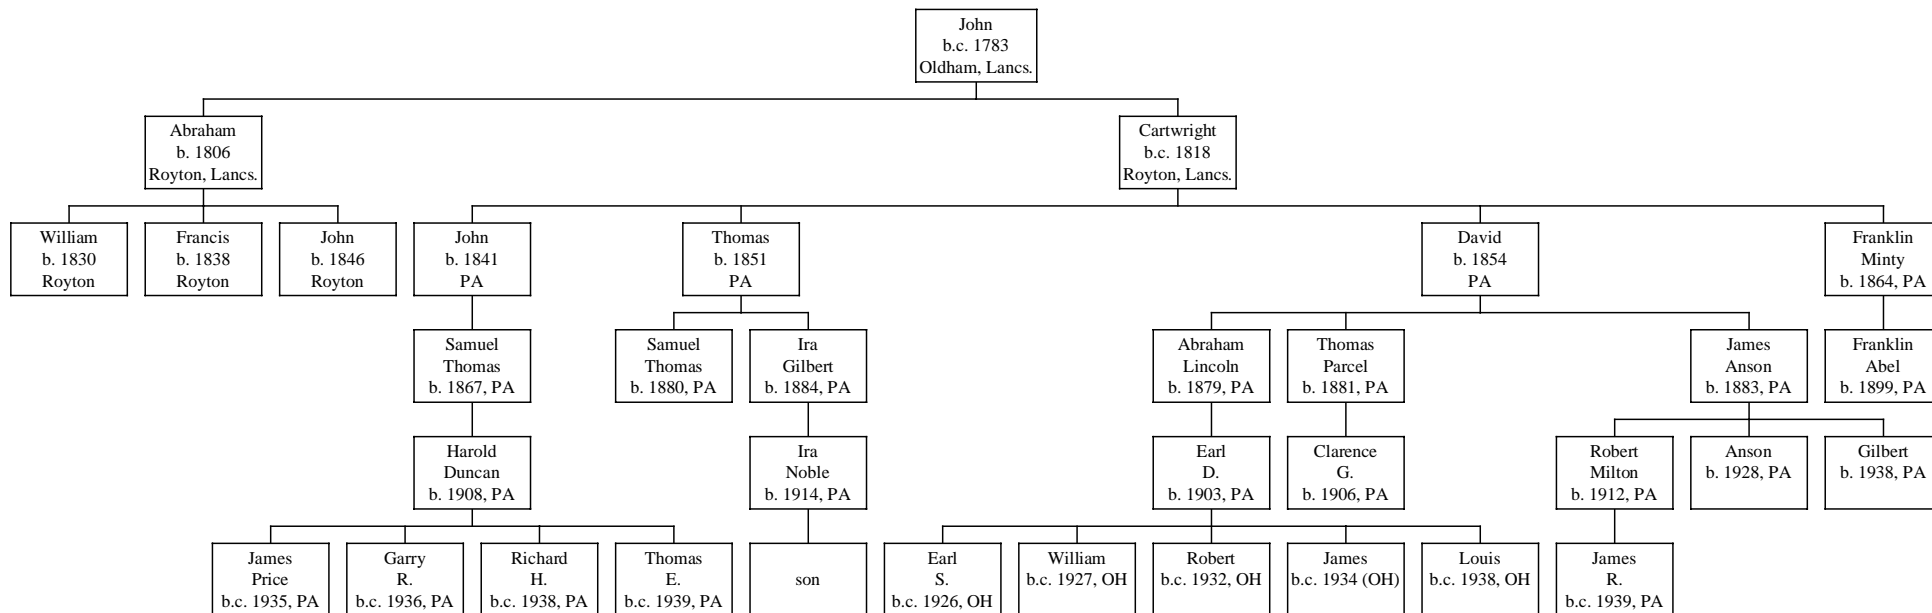 John
b.c. 1783
Oldham, Lancs.
Abraham
b. 1806
Royton, Lancs.
Cartwright
b.c. 1818
Royton, Lancs.
William
b. 1830
Royton
Francis
b. 1838
Royton
John
b. 1846
Royton
John
b. 1841
PA
Thomas
b. 1851
PA
David
b. 1854
PA
Franklin
Minty
b. 1864, PA
Samuel
Thomas
b. 1867, PA
Samuel
Thomas
b. 1880, PA
Ira
Gilbert
b. 1884, PA
Abraham
Lincoln
b. 1879, PA
Thomas
Parcel
b. 1881, PA
James
Anson
b. 1883, PA
Franklin
Abel
b. 1899, PA
Harold
Duncan
b. 1908, PA
Ira
Noble
b. 1914, PA
Earl
D.
b. 1903, PA
Clarence
G.
b. 1906, PA
Robert
Milton
b. 1912, PA
Anson
b. 1928, PA
Gilbert
b. 1938, PA
James
Price
b.c. 1935, PA
Garry
R.
b.c. 1936, PA
Richard
H.
b.c. 1938, PA
Thomas
E.
b.c. 1939, PA
son
Earl
S.
b.c. 1926, OH
William
b.c. 1927, OH
Robert
b.c. 1932, OH
James
b.c. 1934 (OH)
Louis
b.c. 1938, OH
James
R.
b.c. 1939, PA